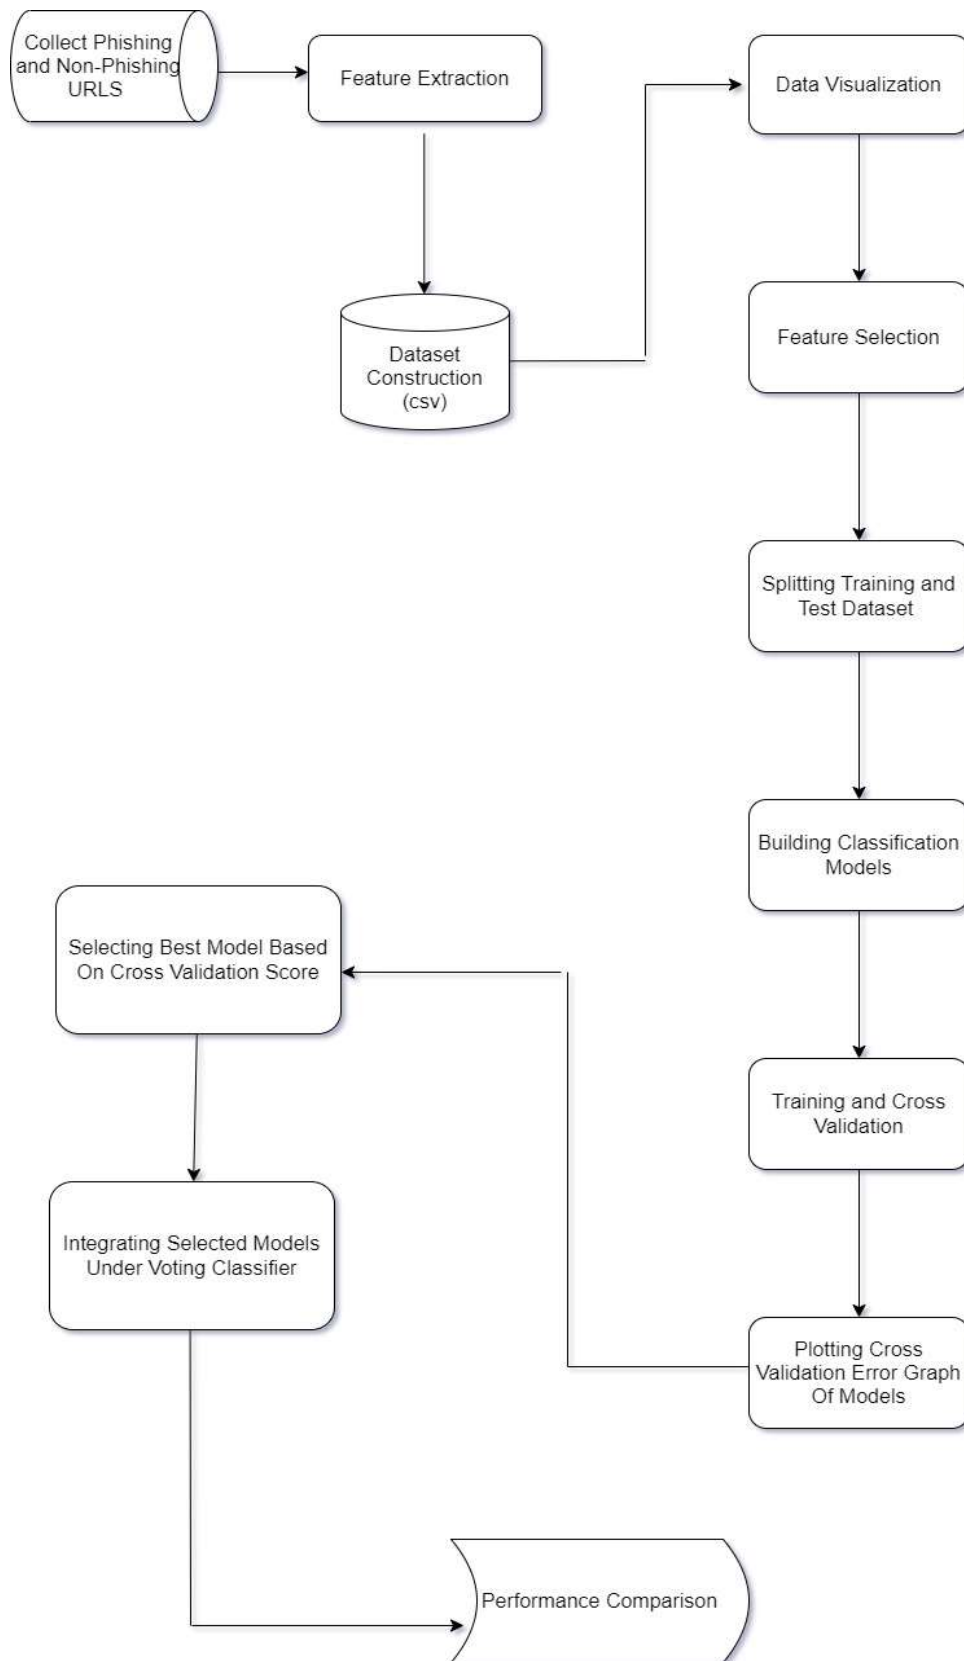 Collect Phishing
and Non-Phishing
URLS
Feature Extraction
Dataset
Construction
(csv)
Data Visualization
Feature Selection
Splitting Training and
Test Dataset
Building Classification
Models
Training and Cross
Validation
Plotting Cross
Validation Error Graph
Of Models
Selecting Best Model Based
On Cross Validation Score
Integrating Selected Models
Under Voting Classifier
Performance Comparison